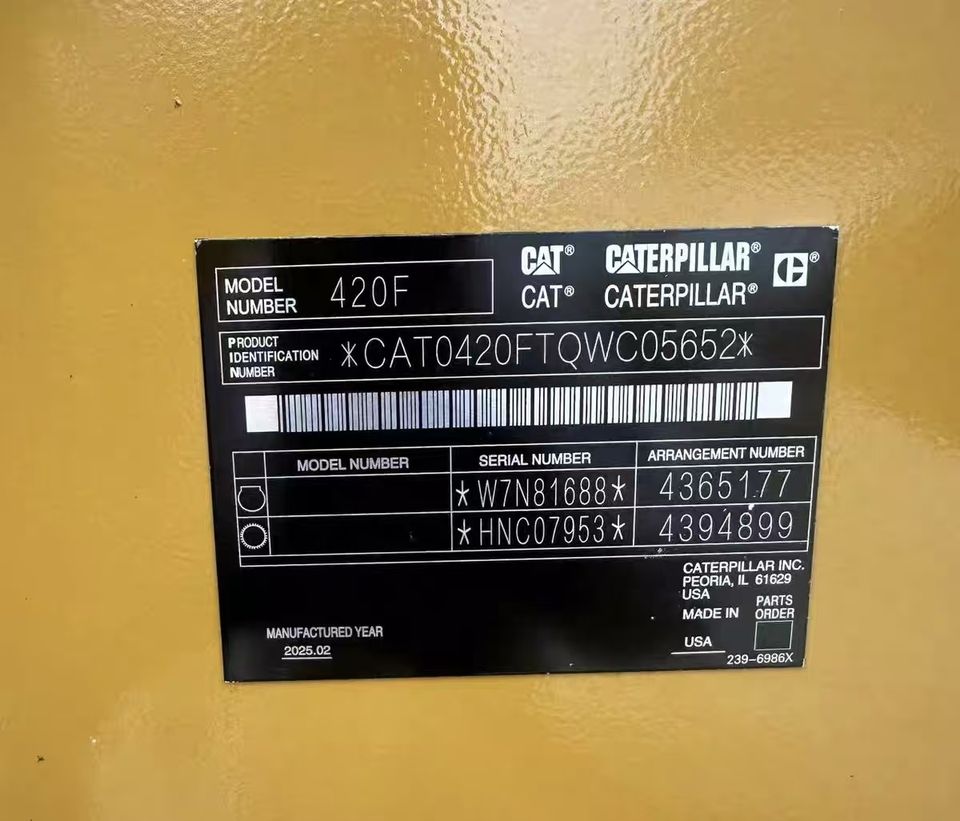 CAT® CATERPILLAR® C®
MODEL NUMBER 420F CAT® CATERPILLAR®
PRODUCT IDENTIFICATION NUMBER *CAT0420FTQWC05652*
MODEL NUMBER SERIAL NUMBER ARRANGEMENT NUMBER
*W7N81688* 4365177
*HNC07953* 4394899
CATERPILLAR INC.
PEORIA, IL 61629
USA
MADE IN
USA
PARTS
ORDER
239-6986X
MANUFACTURED YEAR
2025.02